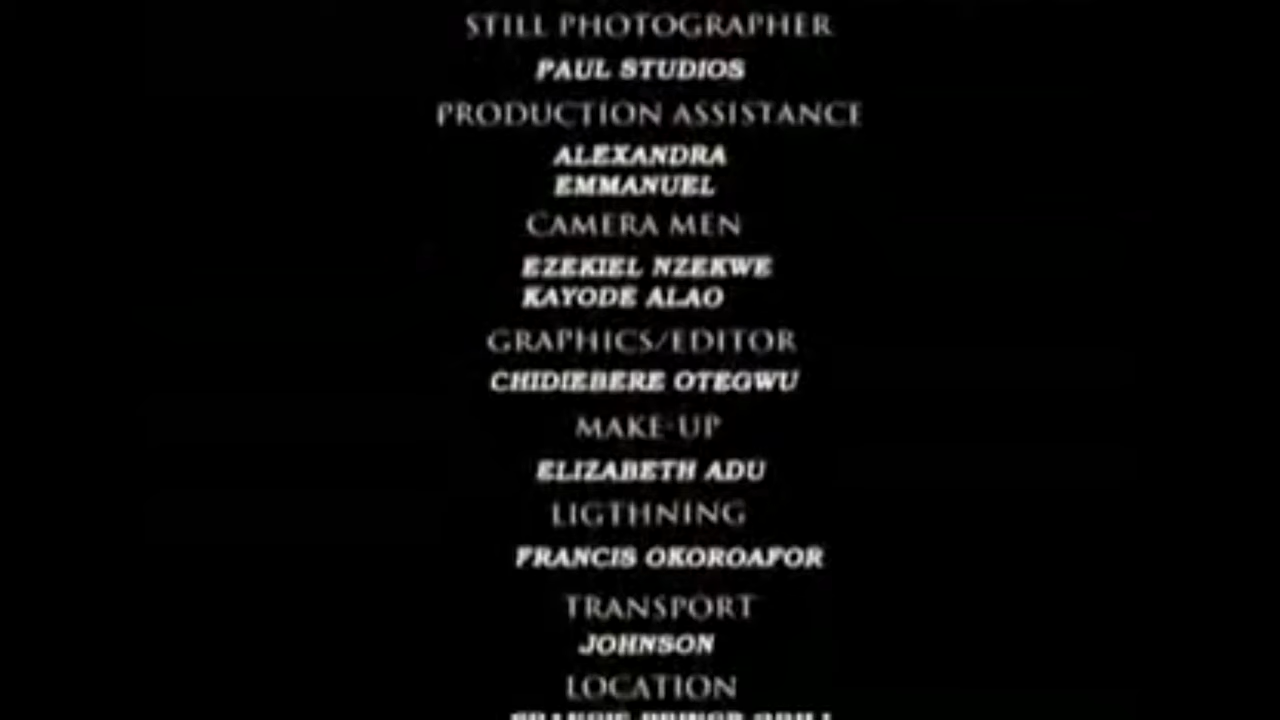 STILL PHOTOGRAPHER
PAUL STUDIOS
PRODUCTION ASSISTANCE
ALEXANDRA
EMMANUEL
CAMERA MEN
EZEKIEL NZEKWE
KAYODE ALAO
GRAPHICS/EDITOR
CHIDIEBERE OTEGWU
MAKE-UP
ELIZABETH ADU
LIGTHNING
FRANCIS OKOROAFOR
TRANSPORT
JOHNSON
LOCATION